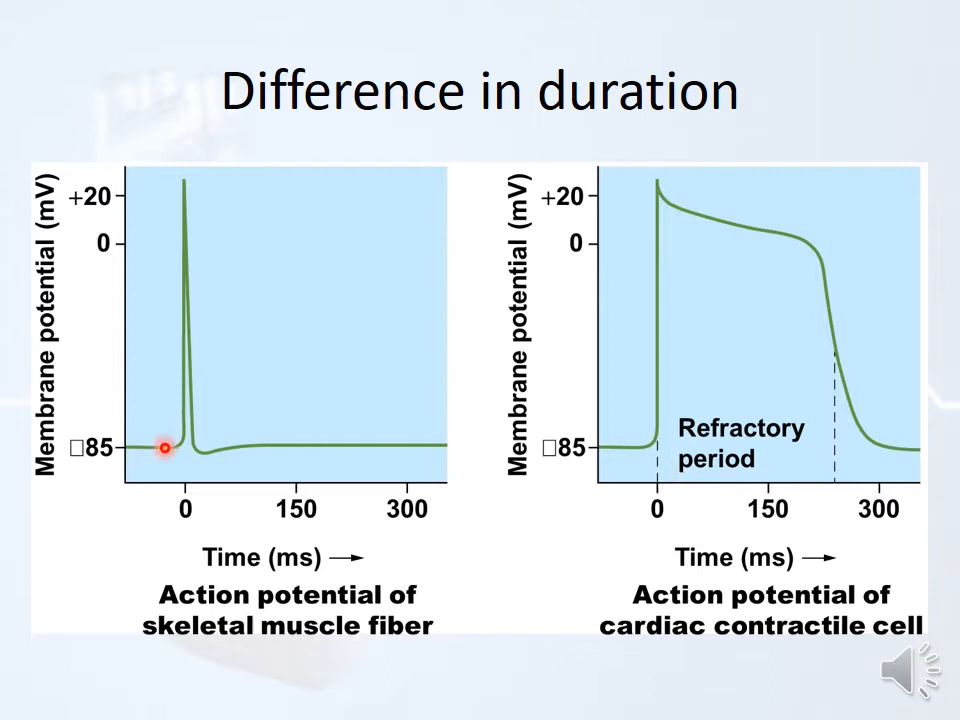 Difference in duration
Membrane potential (mV)
+20
0
□85
0 150 300
Time (ms) →
Action potential of
skeletal muscle fiber
Membrane potential (mV)
+20
0
□85
Refractory
period
0 150 300
Time (ms) →
Action potential of
cardiac contractile cell